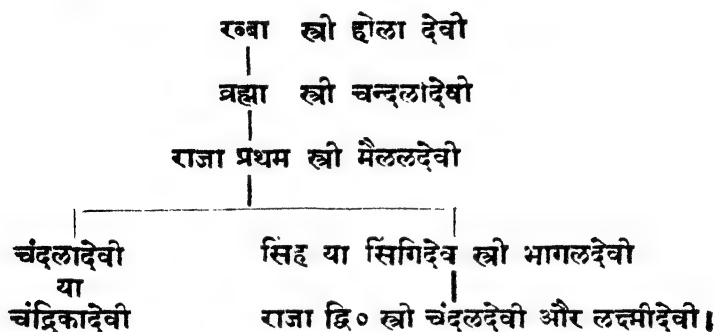 रब्बा स्त्री होला देवी
ब्रह्मा स्त्री चन्दलादेवी
राजा प्रथम स्त्री मैललदेवी
चंदलादेवी सिंह या सिंगिदेव स्त्री भागलदेवी
या
चंद्रिकादेवी राजा द्वि० स्त्री चंदलदेवी और लक्ष्मीदेवी।